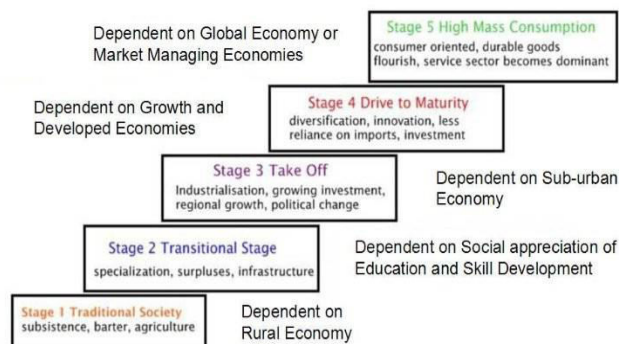 Dependent on Global Economy or
Market Managing Economies
Stage 5 High Mass Consumption
consumer oriented, durable goods
flourish, service sector becomes dominant
Dependent on Growth and
Developed Economies
Stage 4 Drive to Maturity
diversification, innovation, less
reliance on imports, investment
Stage 3 Take Off
Industrialisation, growing investment,
regional growth, political change
Dependent on Sub-urban
Economy
Stage 2 Transitional Stage
specialization, surpluses, infrastructure
Dependent on Social appreciation of
Education and Skill Development
Stage 1 Traditional Society
subsistence, barter, agriculture
Dependent on
Rural Economy